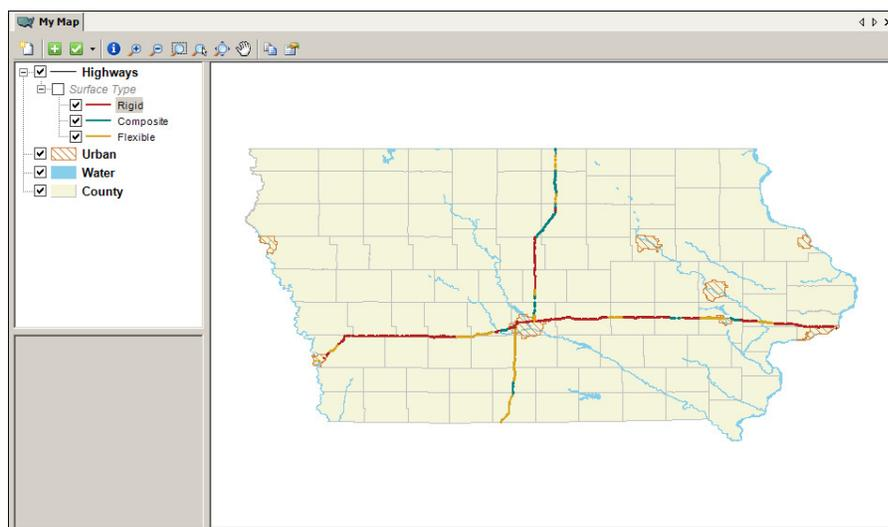 My Map
Highways
Surface Type
Rigid
Composite
Flexible
Urban
Water
County